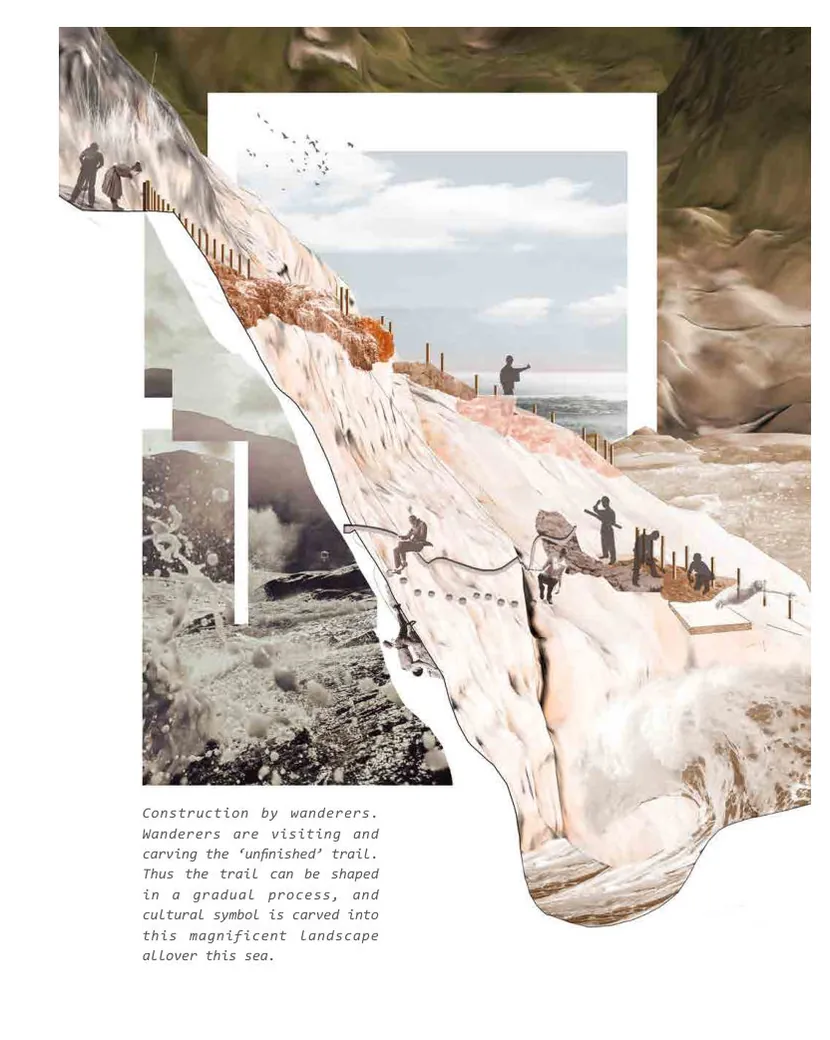 Construction by wanderers.
Wanderers are visiting and
carving the ‘unfinished’ trail.
Thus the trail can be shaped
in a gradual process, and
cultural symbol is carved into
this magnificent landscape
allover this sea.